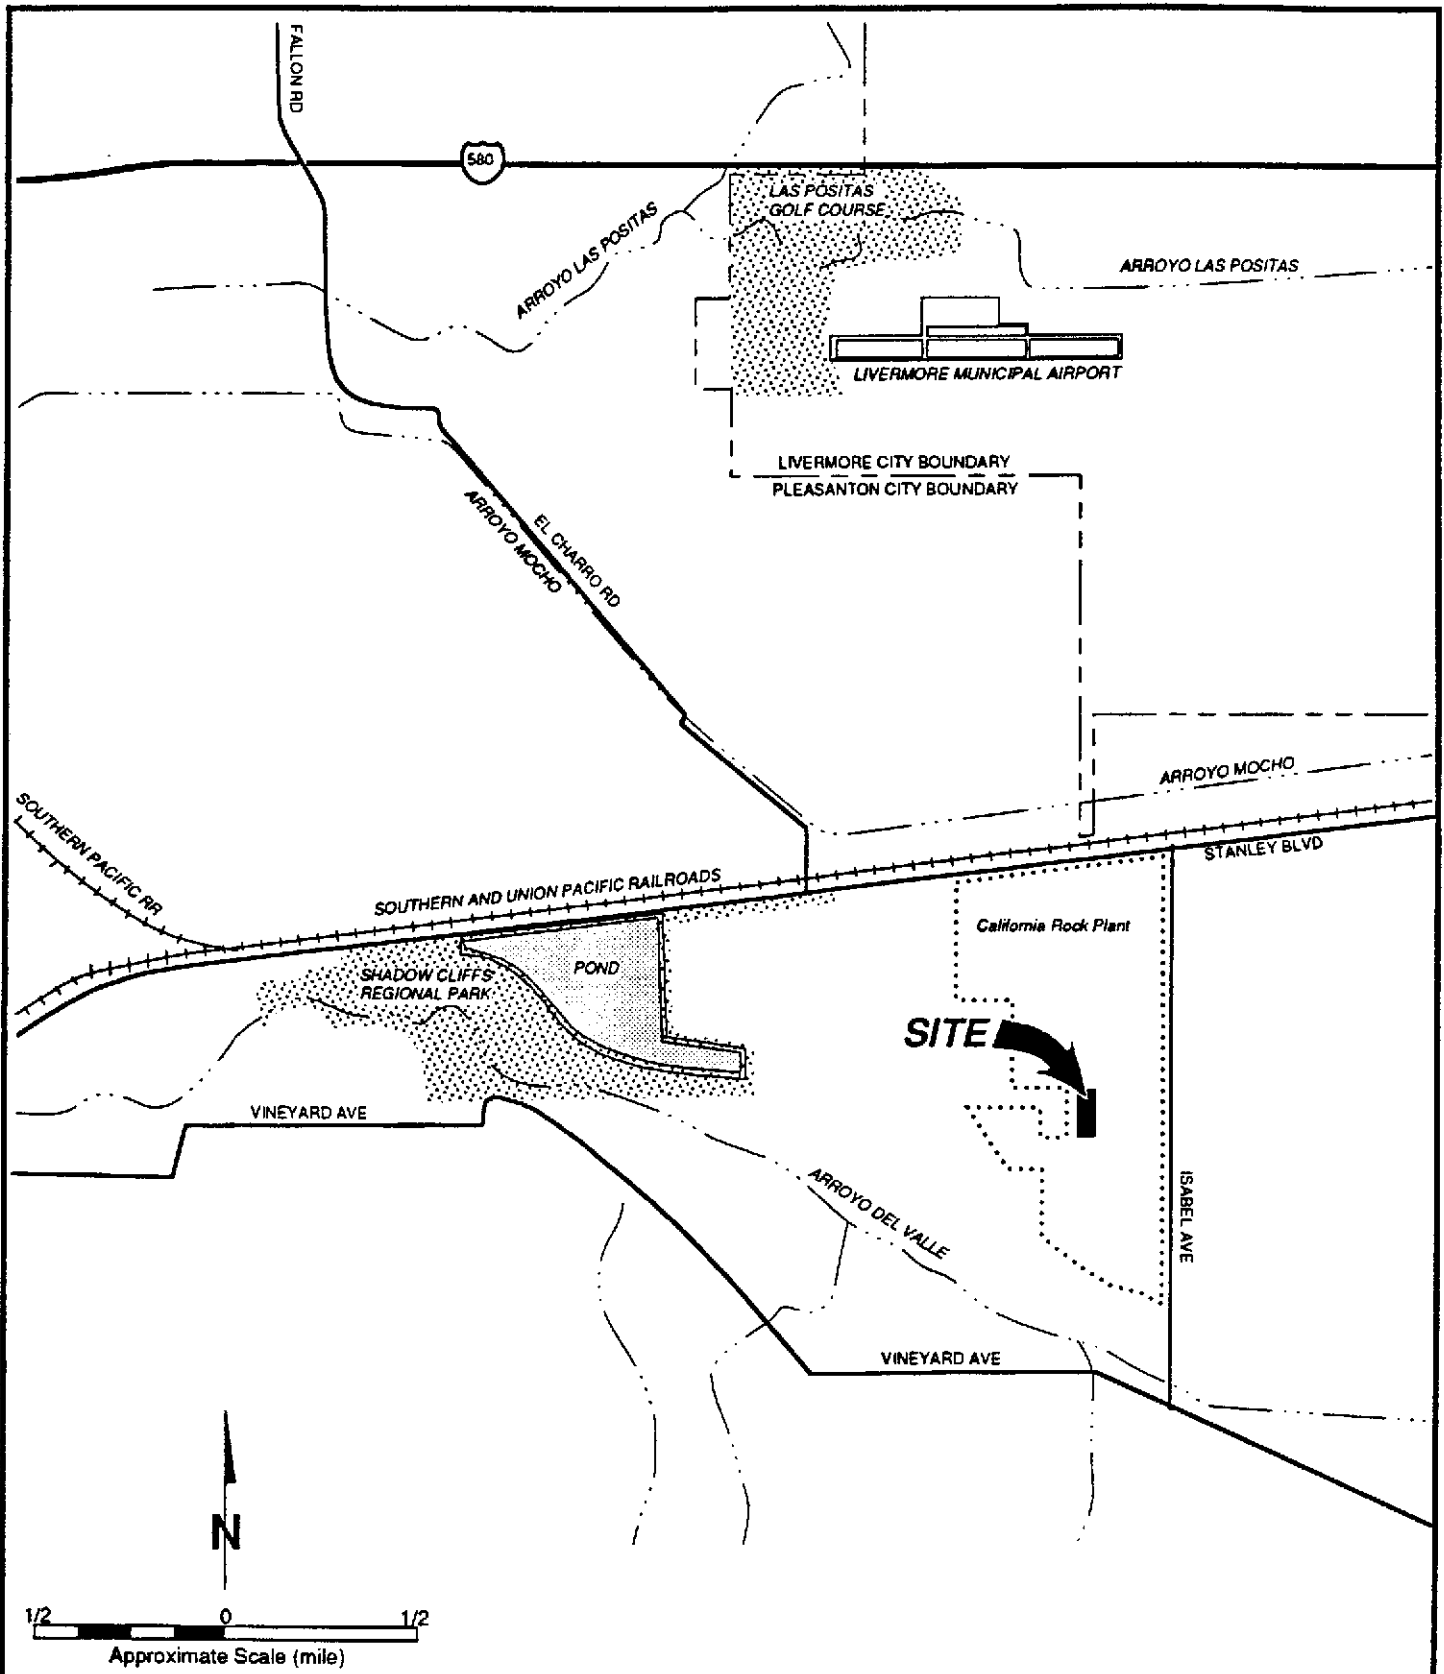 FALLON RD
580
LAS POSITAS
GOLF COURSE
ARROYO LAS POSITAS
ARROYO LAS POSITAS
LIVERMORE MUNICIPAL AIRPORT
LIVERMORE CITY BOUNDARY
PLEASANTON CITY BOUNDARY
ARROYO MOCHO
EL CHARRO RD
ARROYO MOCHO
SOUTHERN PACIFIC RR
STANLEY BLVD
SOUTHERN AND UNION PACIFIC RAILROADS
California Rock Plant
SHADOW CLIFFS
REGIONAL PARK
POND
SITE
VINEYARD AVE
ARROYO DEL VALLE
ISABEL AVE
VINEYARD AVE
N
1/2 0 1/2
Approximate Scale (mile)